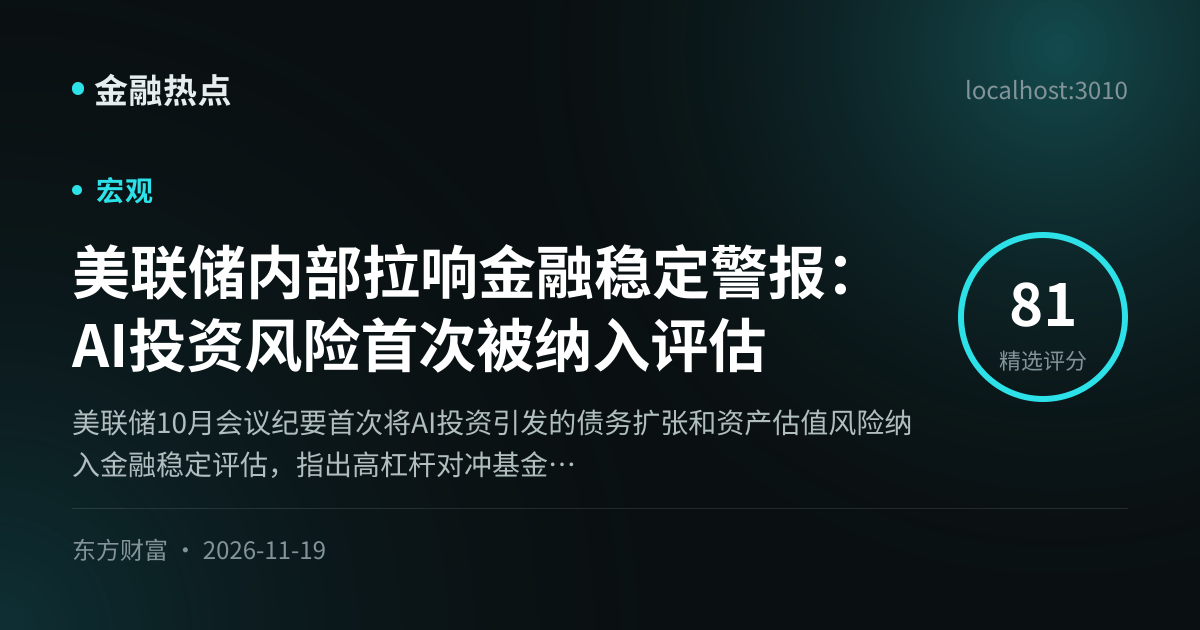 金融热点
localhost:3010
宏观
美联储内部拉响金融稳定警报：
AI投资风险首次被纳入评估
81
精选评分
美联储10月会议纪要首次将AI投资引发的债务扩张和资产估值风险纳
入金融稳定评估，指出高杠杆对冲基金…
东方财富 · 2026-11-19